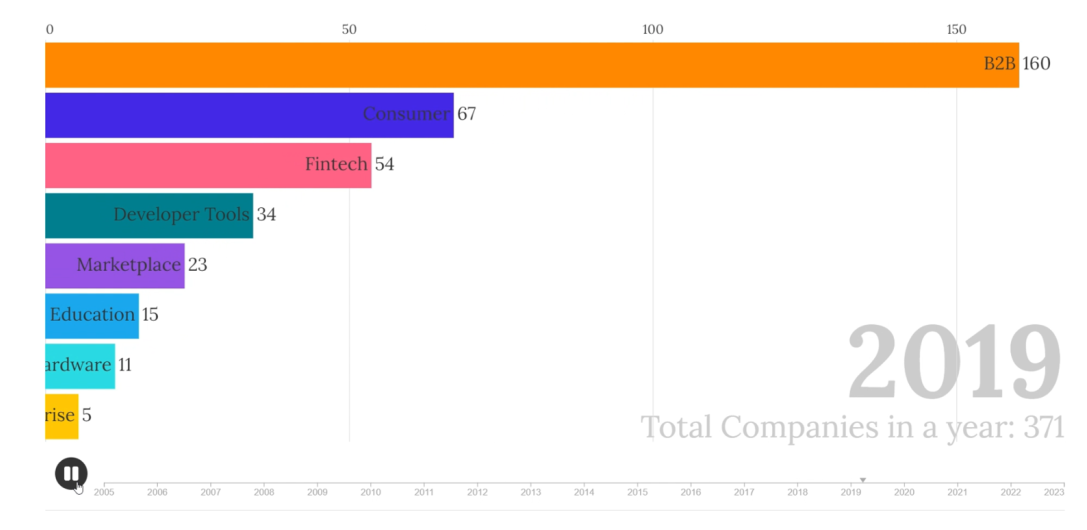 0 50 100 150
B2B 160
Consumer 67
Fintech 54
Developer Tools 34
Marketplace 23
Education 15
ardware 11
rise 5
2019
Total Companies in a year: 371
2005 2006 2007 2008 2009 2010 2011 2012 2013 2014 2015 2016 2017 2018 2019 2020 2021 2022 2023